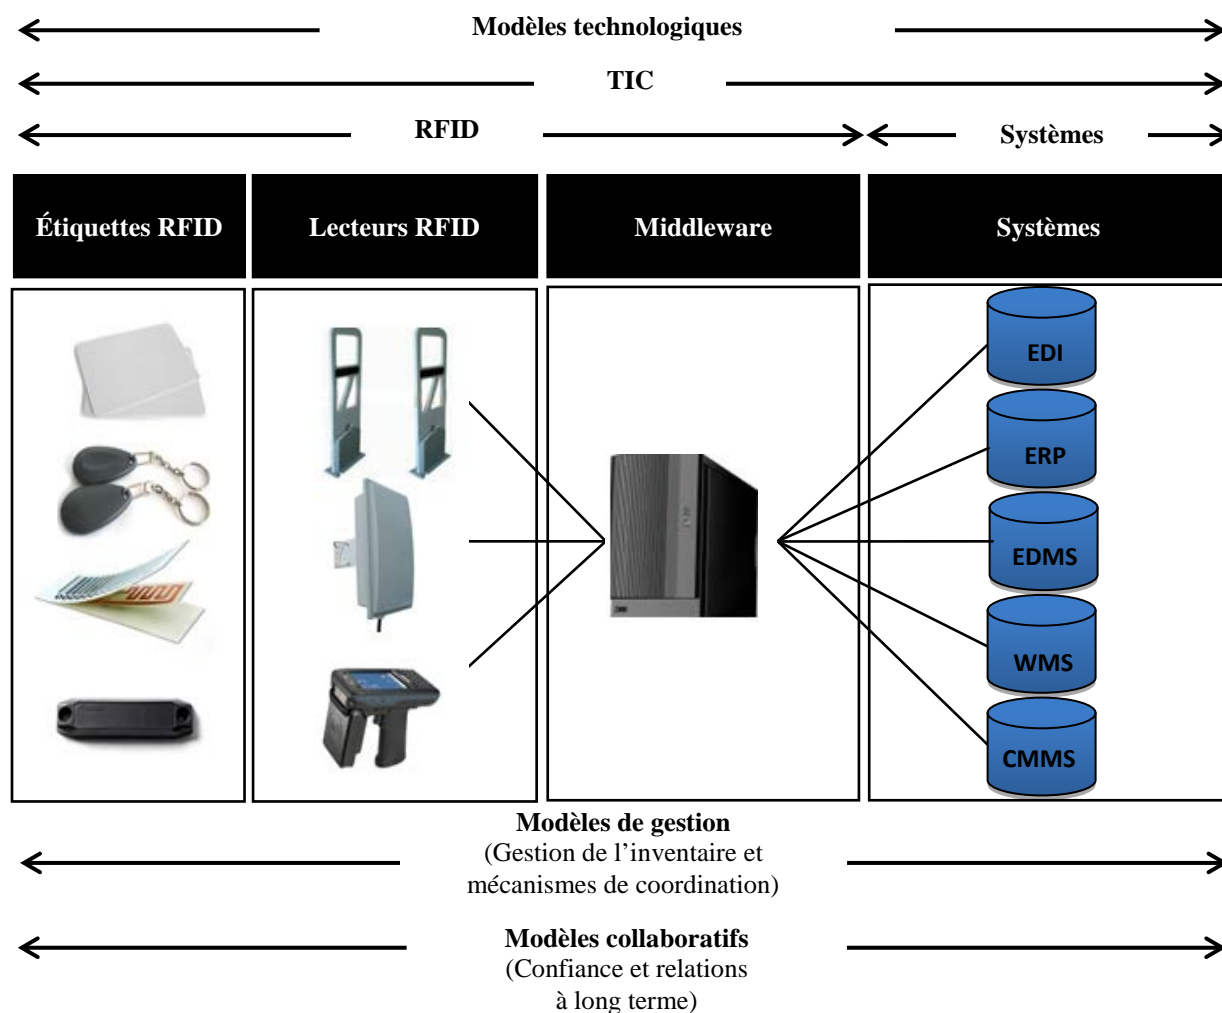 Modèles technologiques
TIC
RFID
Systèmes
Étiquettes RFID
Lecteurs RFID
Middleware
Systèmes
EDI
ERP
EDMS
WMS
CMMS
Modèles de gestion
(Gestion de l’inventaire et
mécanismes de coordination)
Modèles collaboratifs
(Confiance et relations
à long terme)